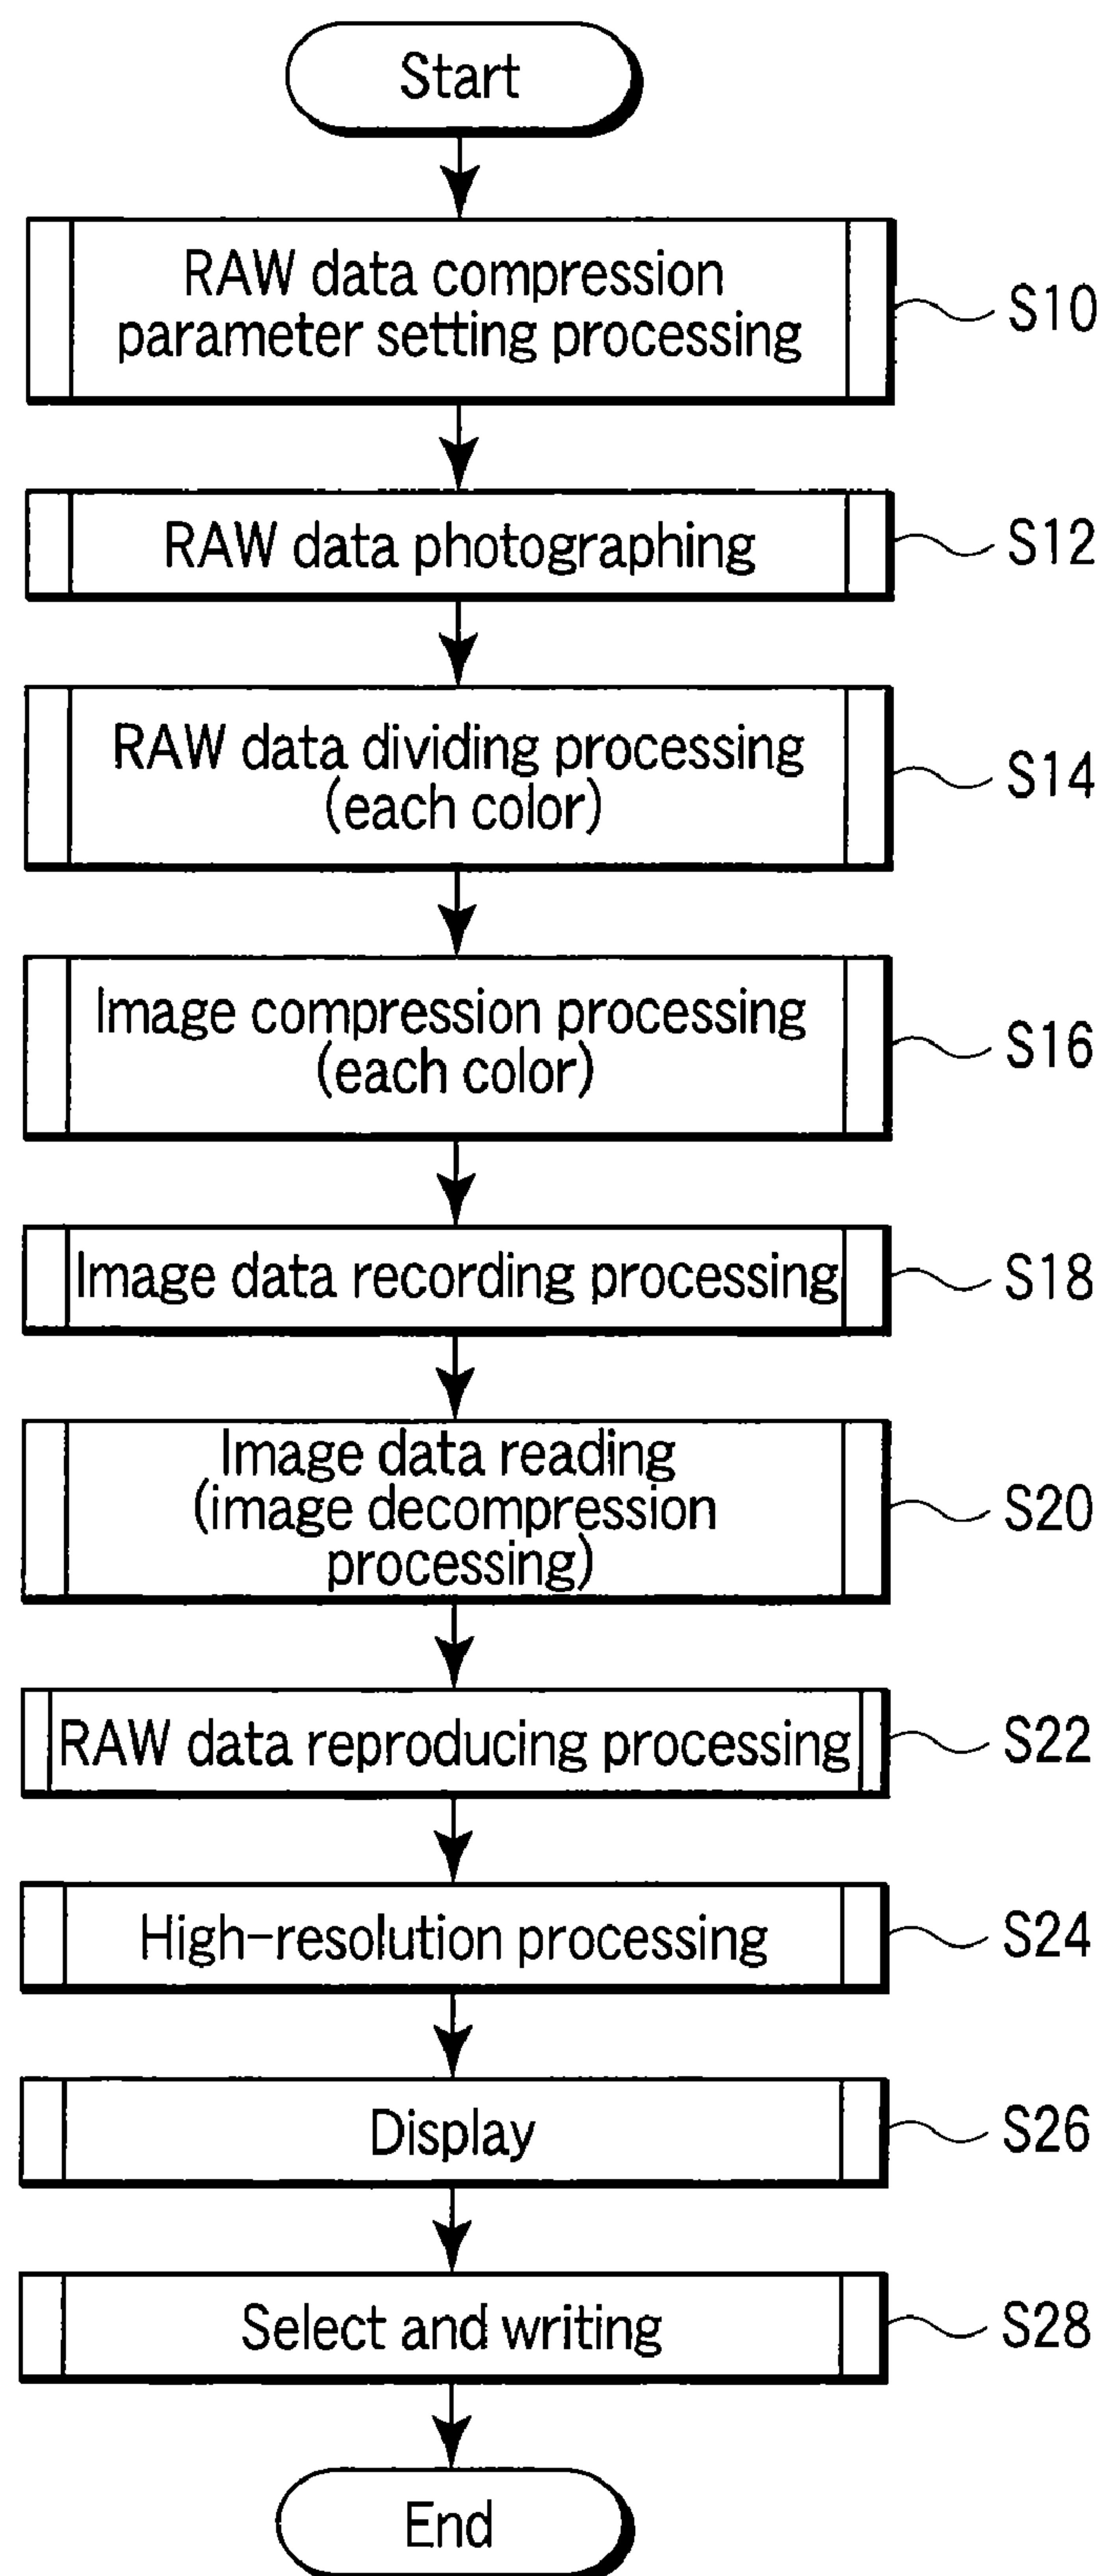 Start
RAW data compression
parameter setting processing
S10
RAW data photographing
S12
RAW data dividing processing
(each color)
S14
Image compression processing
(each color)
S16
Image data recording processing
S18
Image data reading
(image decompression
processing)
S20
RAW data reproducing processing
S22
High-resolution processing
S24
Display
S26
Select and writing
S28
End